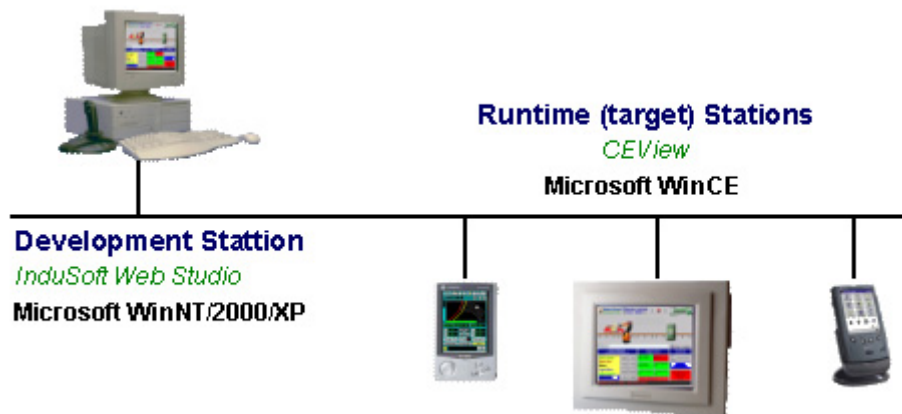 Runtime (target) Stations
CEView
Microsoft WinCE
Development Stattion
InduSoft Web Studio
Microsoft WinNT/2000/XP